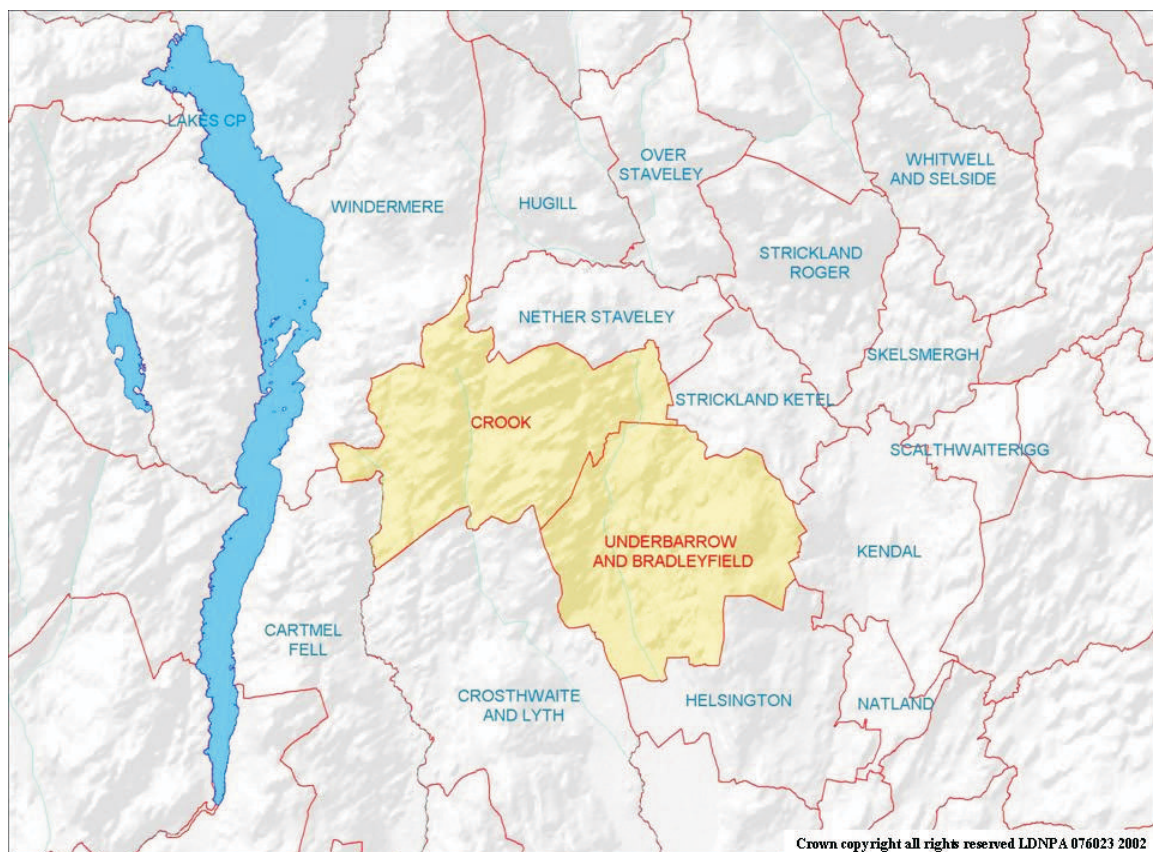 LAKES CP
WINDERMERE
HUGILL
OVER
STAVELEY
WHITWELL
AND SELSIDE
STRICKLAND
ROGER
NETHER STAVELEY
SKELSMERGH
STRICKLAND KETEL
CROOK
SCALTHWAITERIGG
UNDERBARROW
AND BRADLEYFIELD
KENDAL
CARTMEL
FELL
CROSTHWAITE
AND LYTH
HELSINGTON
NATLAND
Crown copyright all rights reserved LDNPA 076023 2002